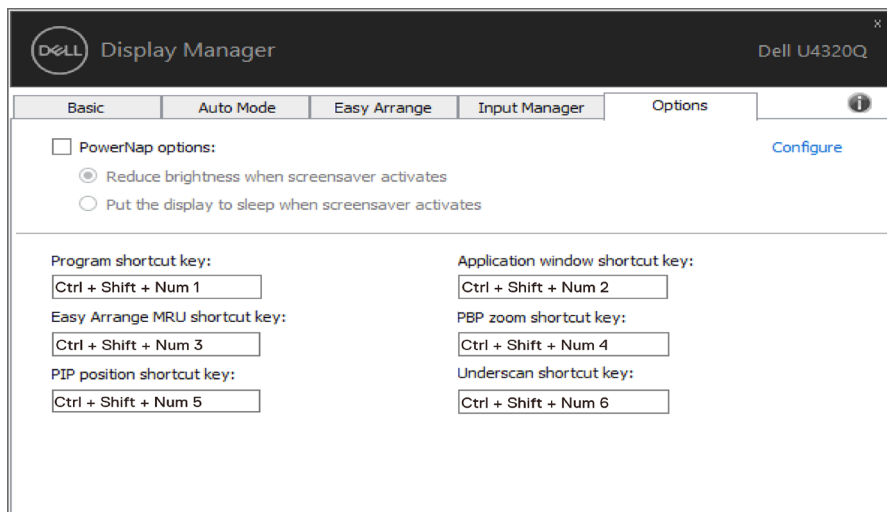 x
DELL Display Manager Dell U4320Q
Basic Auto Mode Easy Arrange Input Manager Options i
PowerNap options: Configure
Reduce brightness when screensaver activates
Put the display to sleep when screensaver activates
Program shortcut key: Application window shortcut key:
Ctrl + Shift + Num 1 Ctrl + Shift + Num 2
Easy Arrange MRU shortcut key: PBP zoom shortcut key:
Ctrl + Shift + Num 3 Ctrl + Shift + Num 4
PIP position shortcut key: Underscan shortcut key:
Ctrl + Shift + Num 5 Ctrl + Shift + Num 6